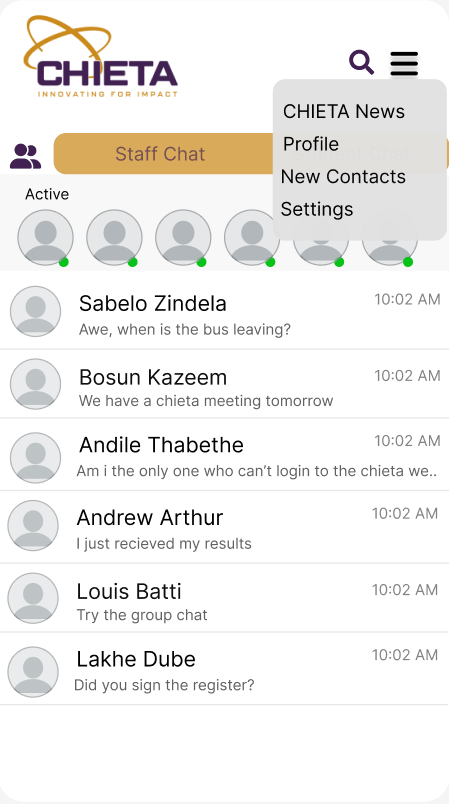 CHIETA
INNOVATING FOR IMPACT
CHIETA News
Profile
New Contacts
Settings
Staff Chat
Active
Sabelo Zindela
10:02 AM
Awe, when is the bus leaving?
Bosun Kazeem
10:02 AM
We have a chieta meeting tomorrow
Andile Thabethe
10:02 AM
Am i the only one who can't login to the chieta we..
Andrew Arthur
10:02 AM
I just recieved my results
Louis Batti
10:02 AM
Try the group chat
Lakhe Dube
10:02 AM
Did you sign the register?